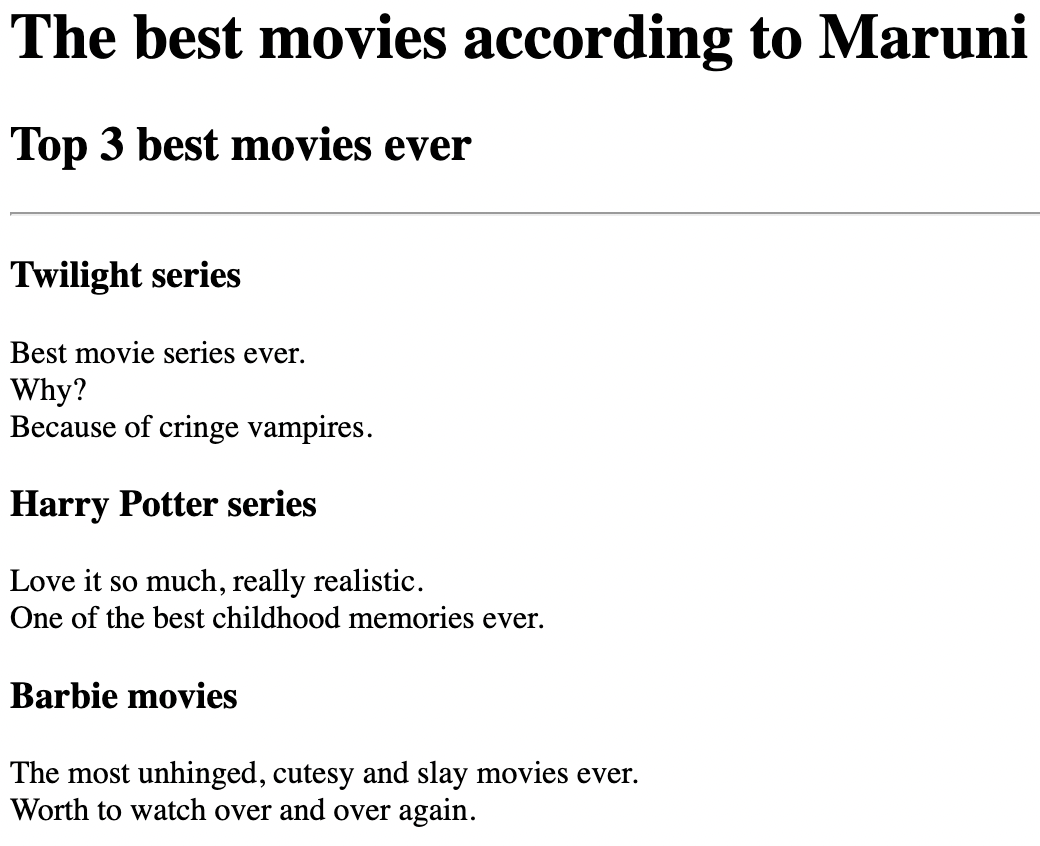 The best movies according to Maruni
Top 3 best movies ever
Twilight series
Best movie series ever.
Why?
Because of cringe vampires.
Harry Potter series
Love it so much, really realistic.
One of the best childhood memories ever.
Barbie movies
The most unhinged, cutesy and slay movies ever.
Worth to watch over and over again.